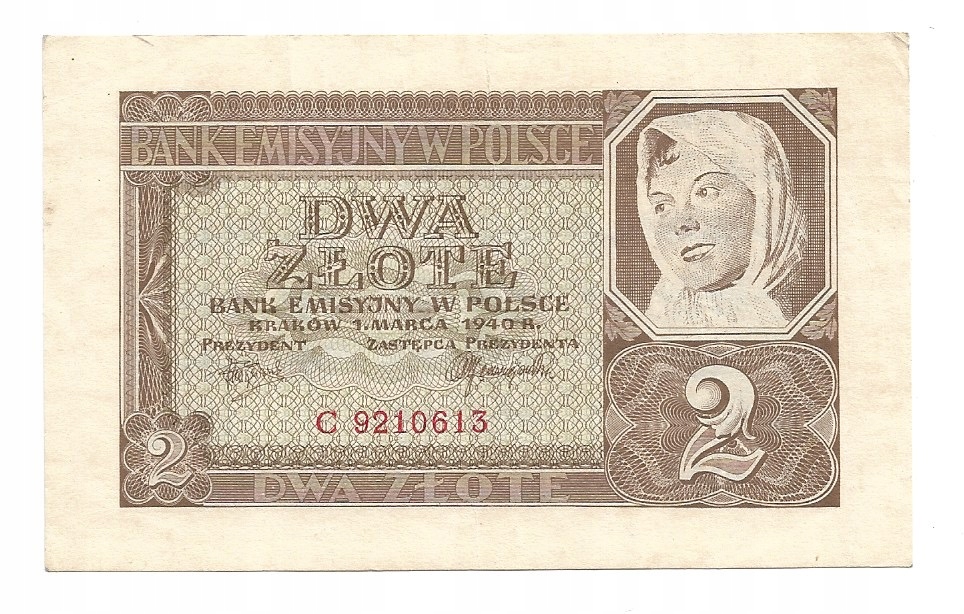 BANK EMISYJNY W POLSCE
DWA
ZŁOTE
BANK EMISYJNY W POLSCE
KRAKÓW 1. MARCA 1940 R.
PREZYDENT ZASTĘPCA PREZYDENTA
C 9210613
2
2
DWA ZŁOTE